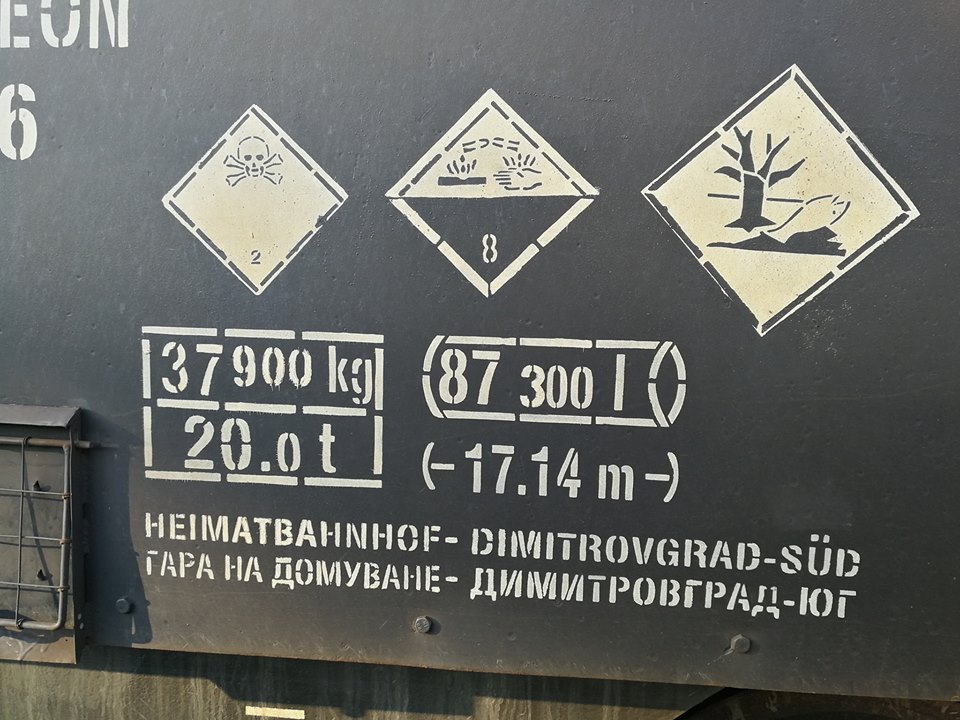 EON
6
2
8
37 900 kg
20.0 t
87 300 l
(-17.14 m-)
HEIMATBAHNHOF- DIMITROVGRAD-SÜD
ГАРА НА ДОМУВАНЕ- ДИМИТРОВГРАД-ЮГ